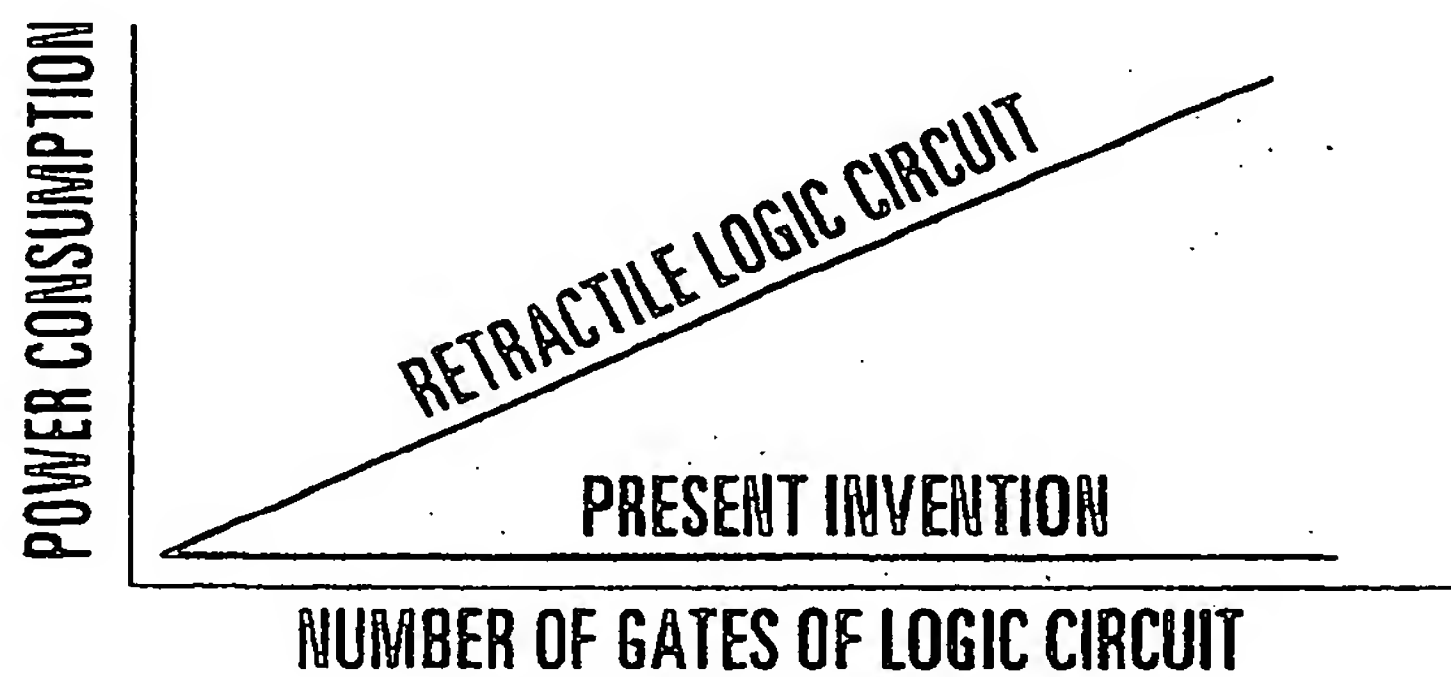 POWER CONSUMPTION
RETRACTILE LOGIC CIRCUIT
PRESENT INVENTION
NUMBER OF GATES OF LOGIC CIRCUIT